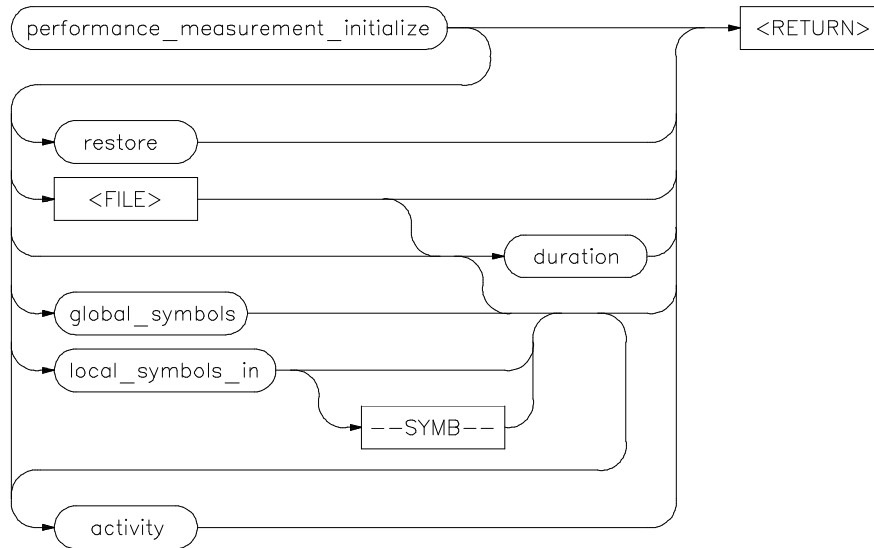 performance_measurement_initialize
<RETURN>
restore
<FILE>
duration
global_symbols
local_symbols_in
--SYMB--
activity